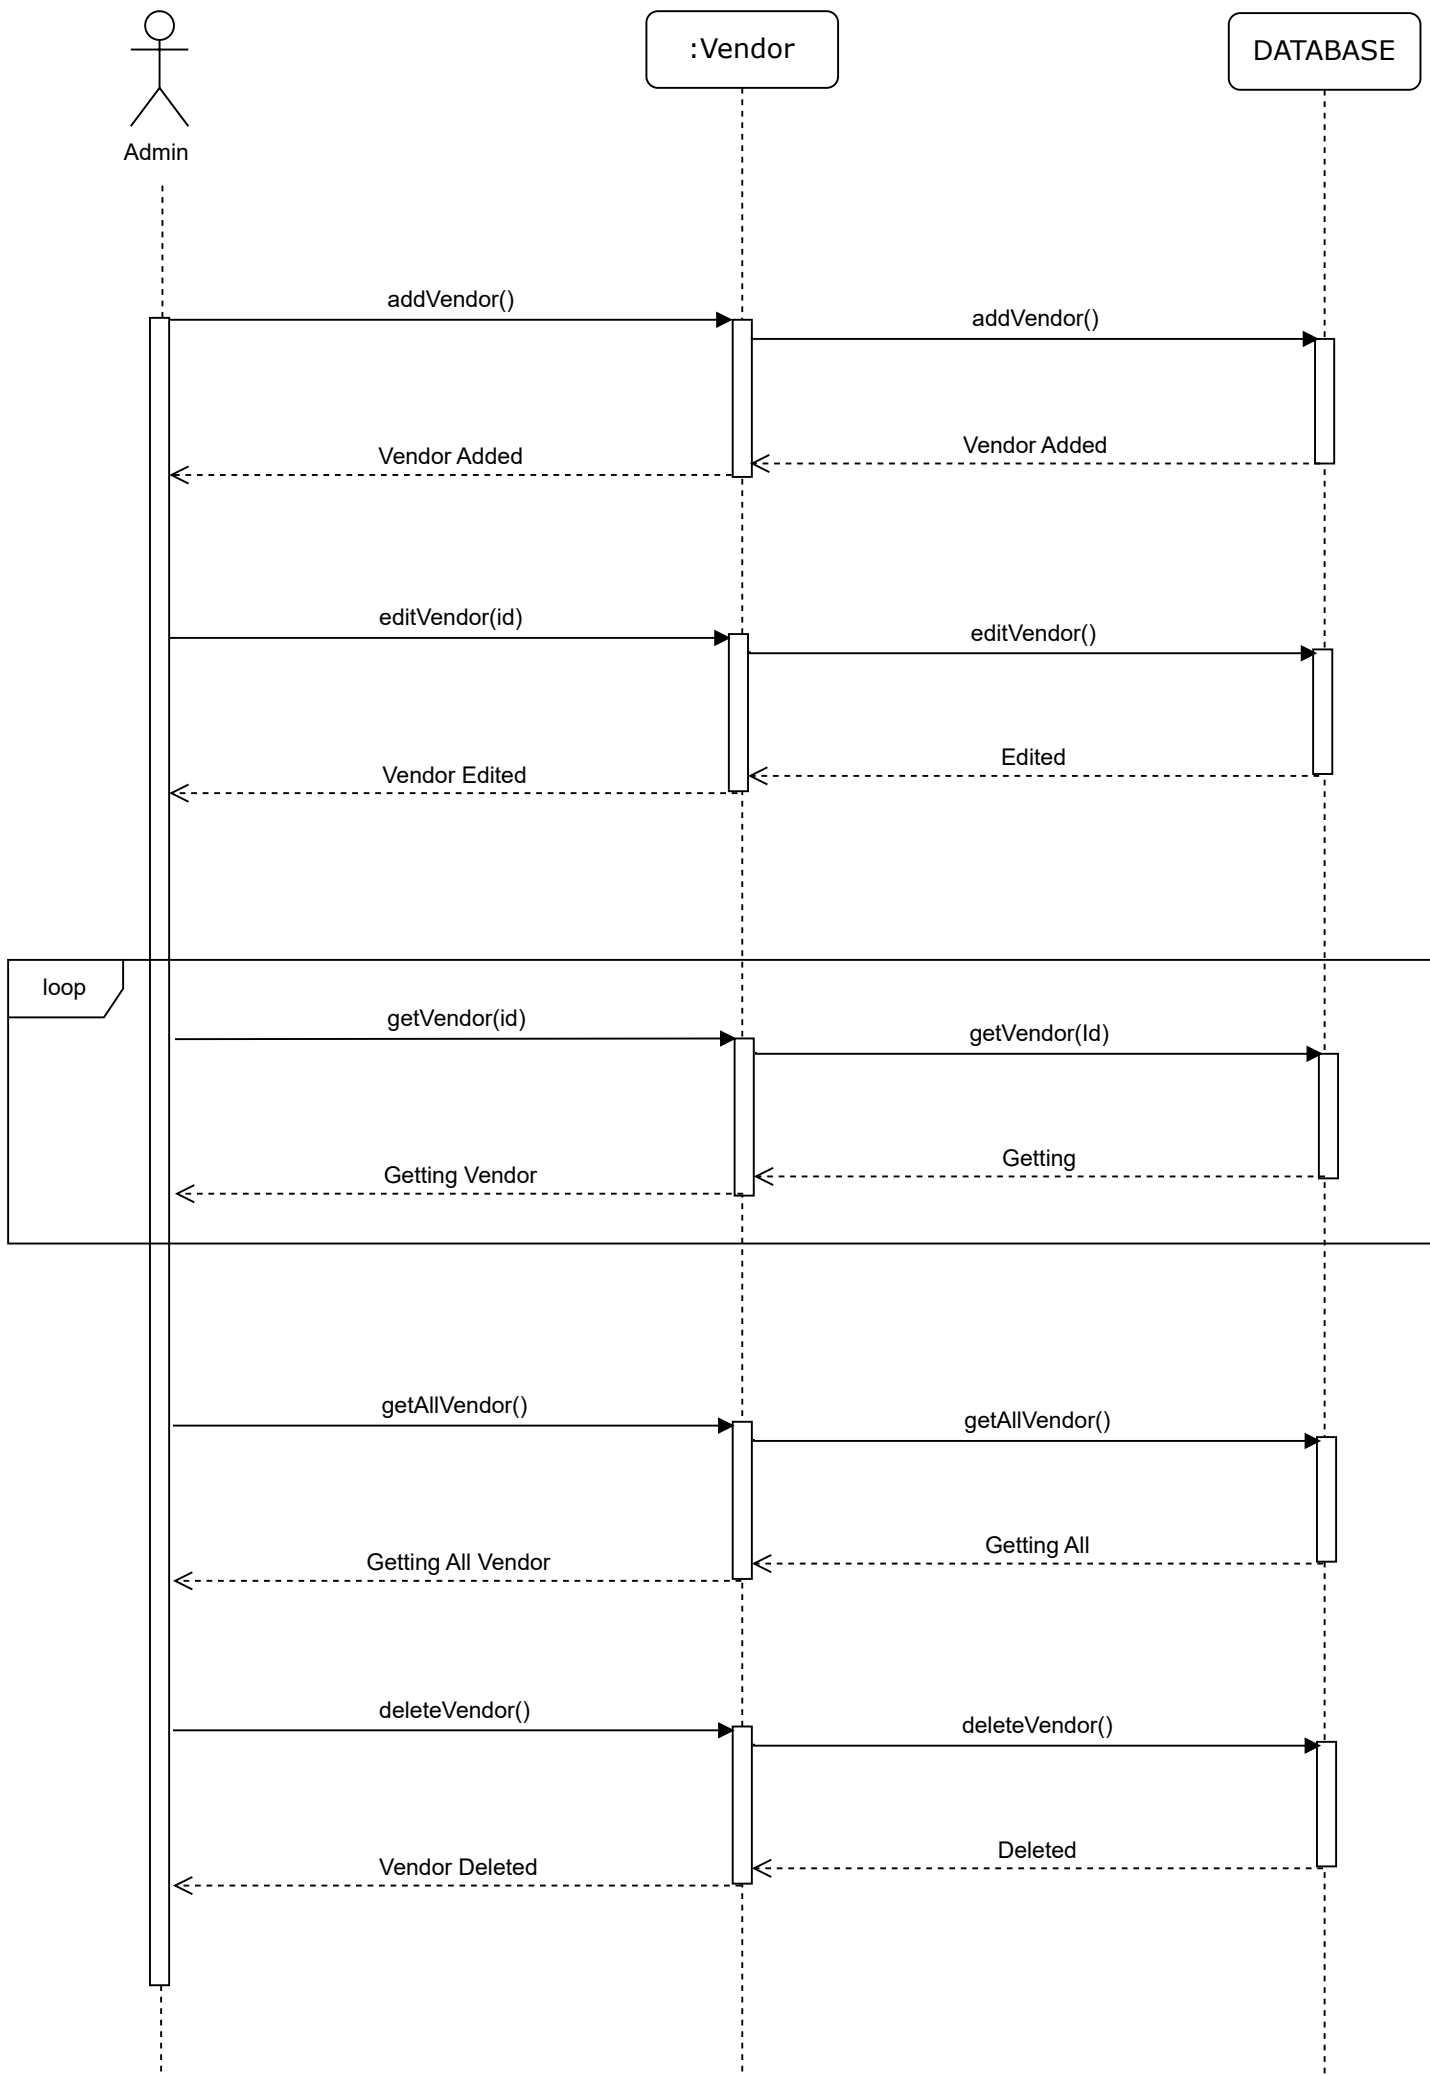 :Vendor
DATABASE
Admin
addVendor()
addVendor()
Vendor Added
Vendor Added
editVendor(id)
editVendor()
Edited
Vendor Edited
loop
getVendor(id)
getVendor(Id)
Getting
Getting Vendor
getAllVendor()
getAllVendor()
Getting All
Getting All Vendor
deleteVendor()
deleteVendor()
Deleted
Vendor Deleted